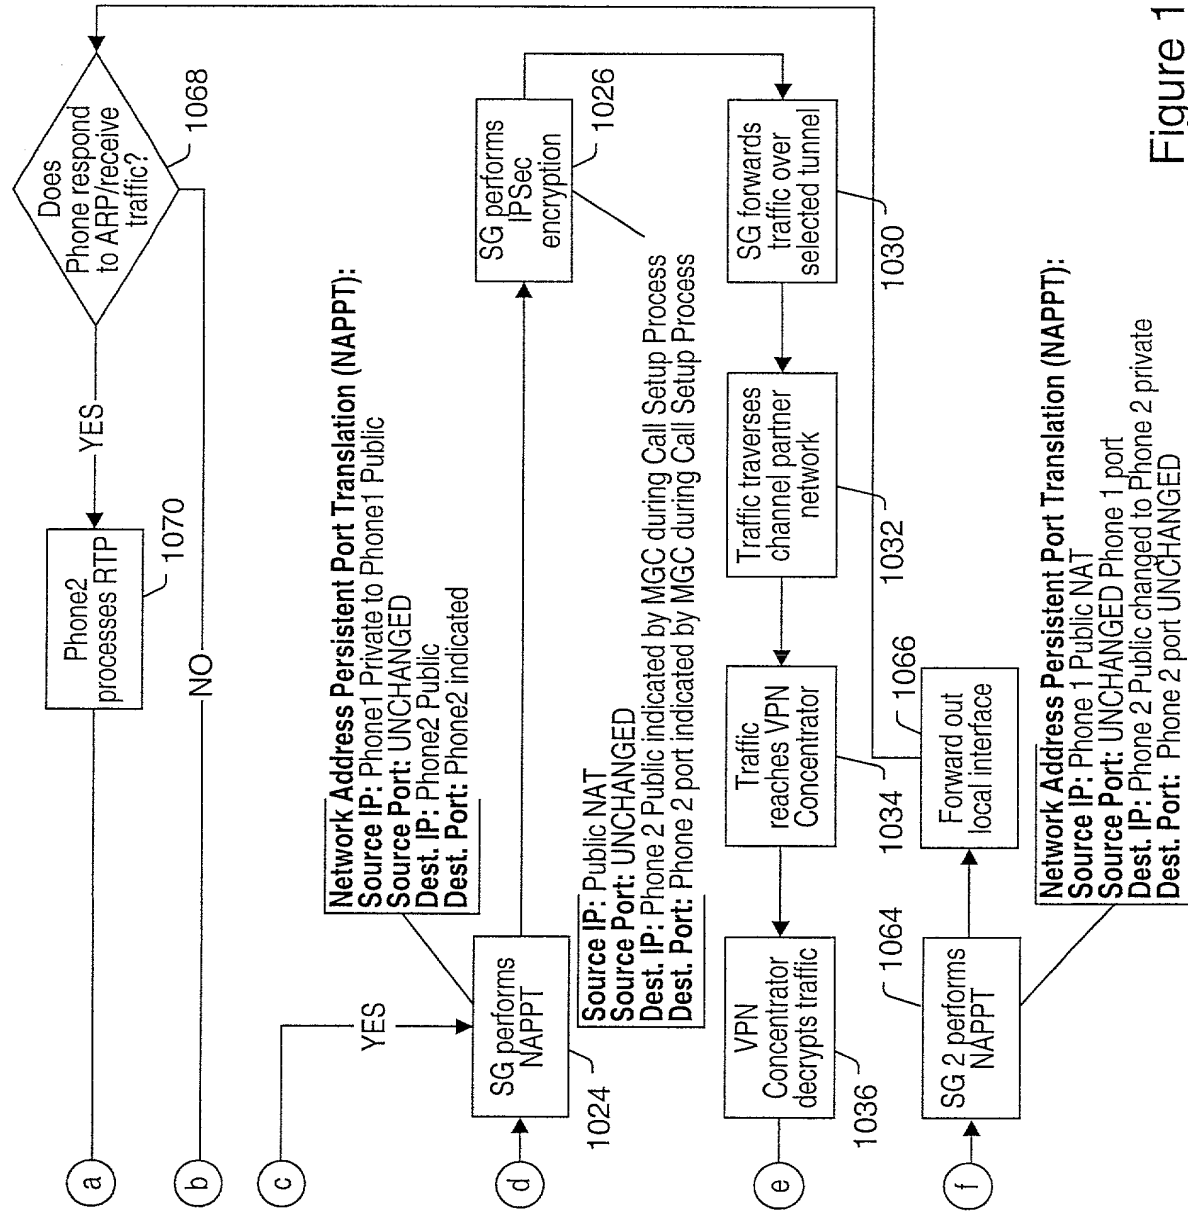 Does
Phone respond
to ARP/receive
traffic?
1068
YES
Phone2
processes RTP
1070
NO
a
b
c
YES
Network Address Persistent Port Translation (NAPPT):
Source IP: Phone1 Private to Phone1 Public
Source Port: UNCHANGED
Dest. IP: Phone2 Public
Dest. Port: Phone2 indicated
d
SG performs
NAPPT
1024
SG performs
IPSec
encryption
1026
Source IP: Public NAT
Source Port: UNCHANGED
Dest. IP: Phone 2 Public indicated by MGC during Call Setup Process
Dest. Port: Phone 2 port indicated by MGC during Call Setup Process
SG forwards
traffic over
selected tunnel
1030
Traffic traverses
channel partner
network
1032
Traffic
reaches VPN
Concentrator
1034
VPN
Concentrator
decrypts traffic
1036
e
f
SG 2 performs
NAPPT
1064
Forward out
local interface
1066
Network Address Persistent Port Translation (NAPPT):
Source IP: Phone 1 Public NAT
Source Port: UNCHANGED Phone 1 port
Dest. IP: Phone 2 Public changed to Phone 2 private
Dest. Port: Phone 2 port UNCHANGED
Figure 1